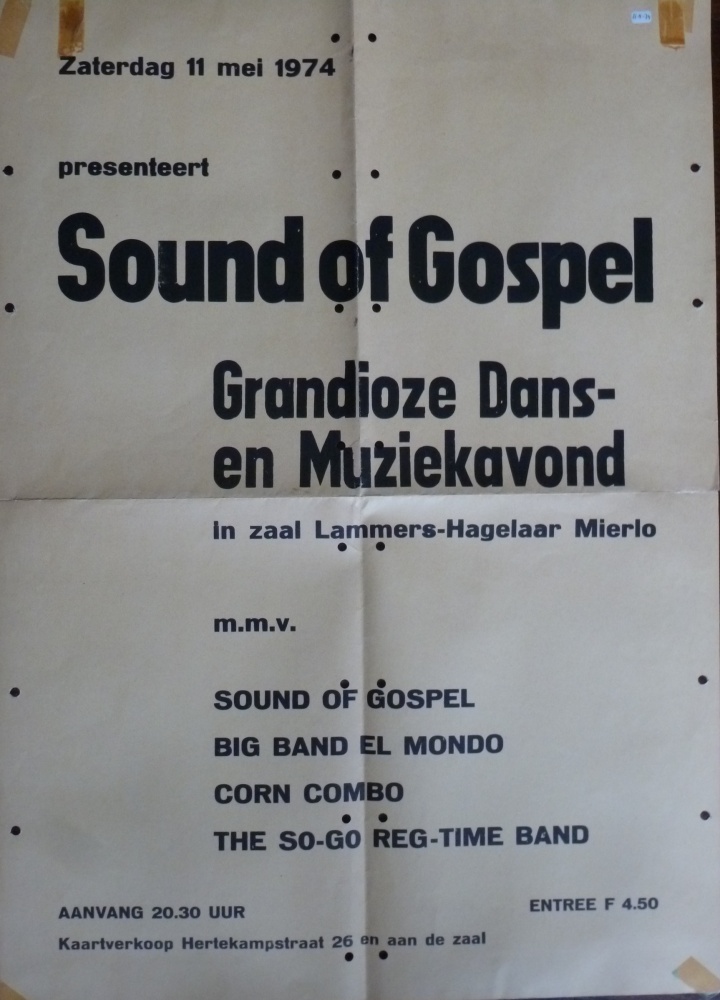 Zaterdag 11 mei 1974
presenteert
Sound of Gospel
Grandioze Dans-
en Muziekavond
in zaal Lammers-Hagelaar Mierlo
m.m.v.
SOUND OF GOSPEL
BIG BAND EL MONDO
CORN COMBO
THE SO-GO REG-TIME BAND
AANVANG 20.30 UUR
ENTREE F 4.50
Kaartverkoop Hertekampstraat 26 en aan de zaal